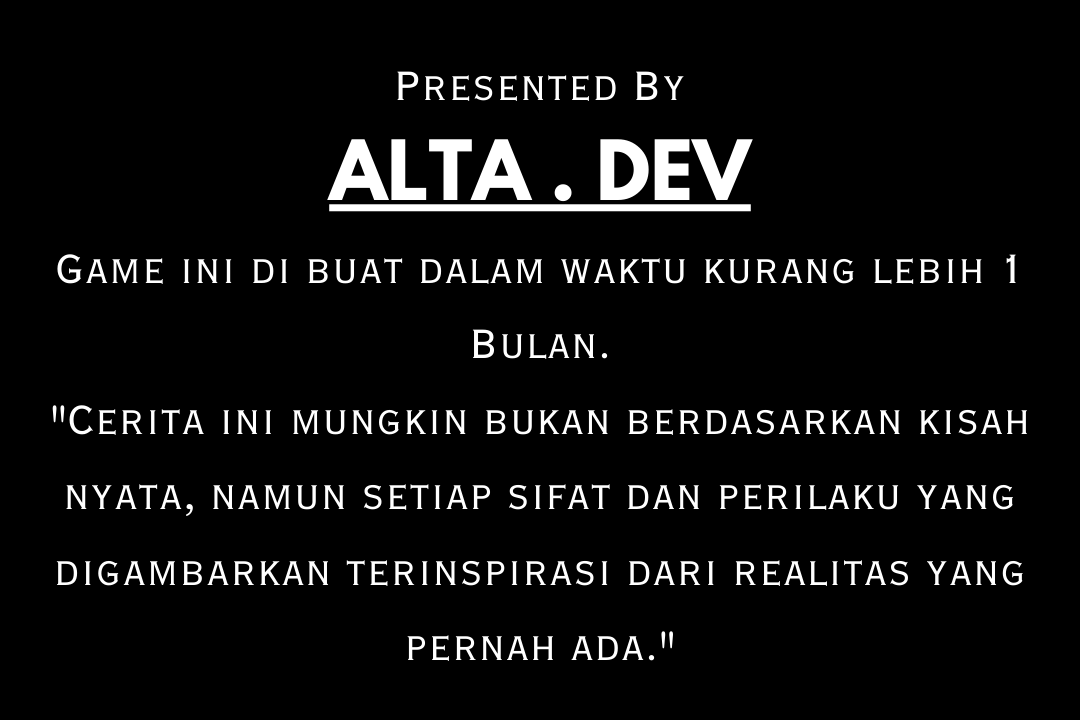 Presented By
ALTA . DEV
Game ini di buat dalam waktu kurang lebih 1
Bulan.
"Cerita ini mungkin bukan berdasarkan kisah
nyata, namun setiap sifat dan perilaku yang
digambarkan terinspirasi dari realitas yang
pernah ada."